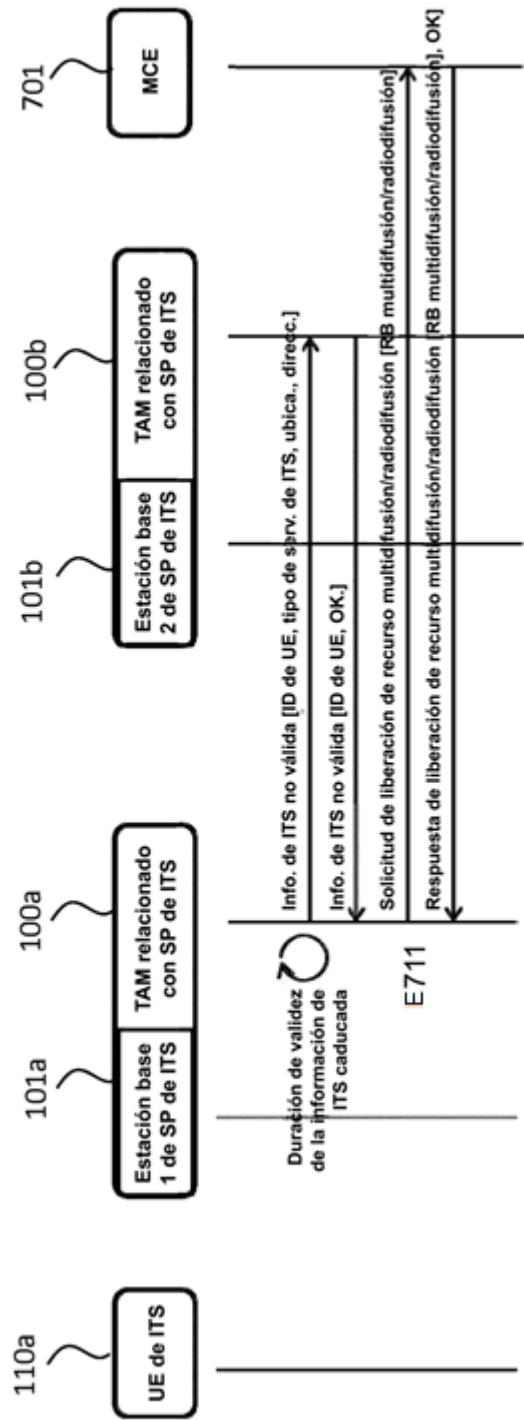 110a
101a
100a
101b
100b
701
UE de ITS
Estación base
1 de SP de ITS
TAM relacionado
con SP de ITS
Estación base
2 de SP de ITS
TAM relacionado
con SP de ITS
MCE
Duración de validez
de la información de
ITS caducada
Info. de ITS no válida [ID de UE, tipo de serv. de ITS, ubica., direcc.]
Info. de ITS no válida [ID de UE, OK.]
E711
Solicitud de liberación de recurso multidifusión/radiodifusión [RB multidifusión/radiodifusión]
Respuesta de liberación de recurso multidifusión/radiodifusión [RB multidifusión/radiodifusión], OK]